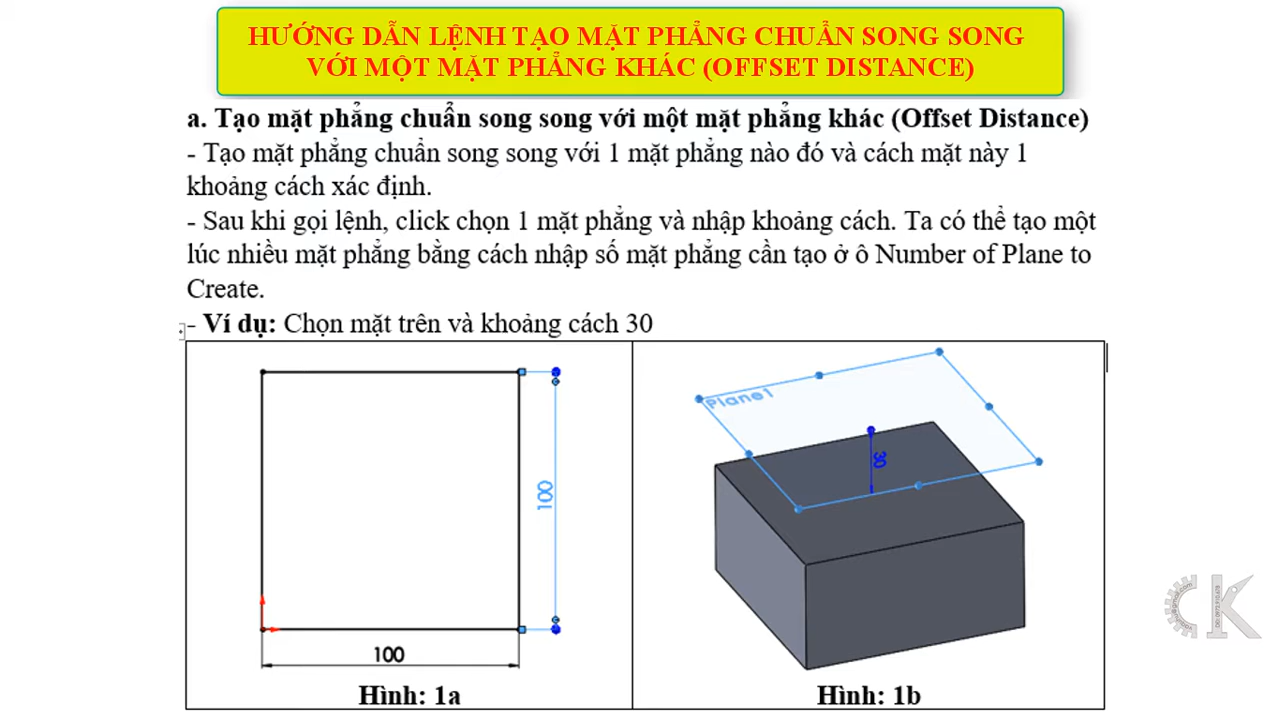 HƯỚNG DẪN LỆNH TẠO MẶT PHẲNG CHUẨN SONG SONG
VỚI MỘT MẶT PHẲNG KHÁC (OFFSET DISTANCE)
a. Tạo mặt phẳng chuẩn song song với một mặt phẳng khác (Offset Distance)
- Tạo mặt phẳng chuẩn song song với 1 mặt phẳng nào đó và cách mặt này 1
khoảng cách xác định.
- Sau khi gọi lệnh, click chọn 1 mặt phẳng và nhập khoảng cách. Ta có thể tạo một
lúc nhiều mặt phẳng bằng cách nhập số mặt phẳng cần tạo ở ô Number of Plane to
Create.
- Ví dụ: Chọn mặt trên và khoảng cách 30
100
100
Hình: 1a
Plane1
30
Hình: 1b
CK